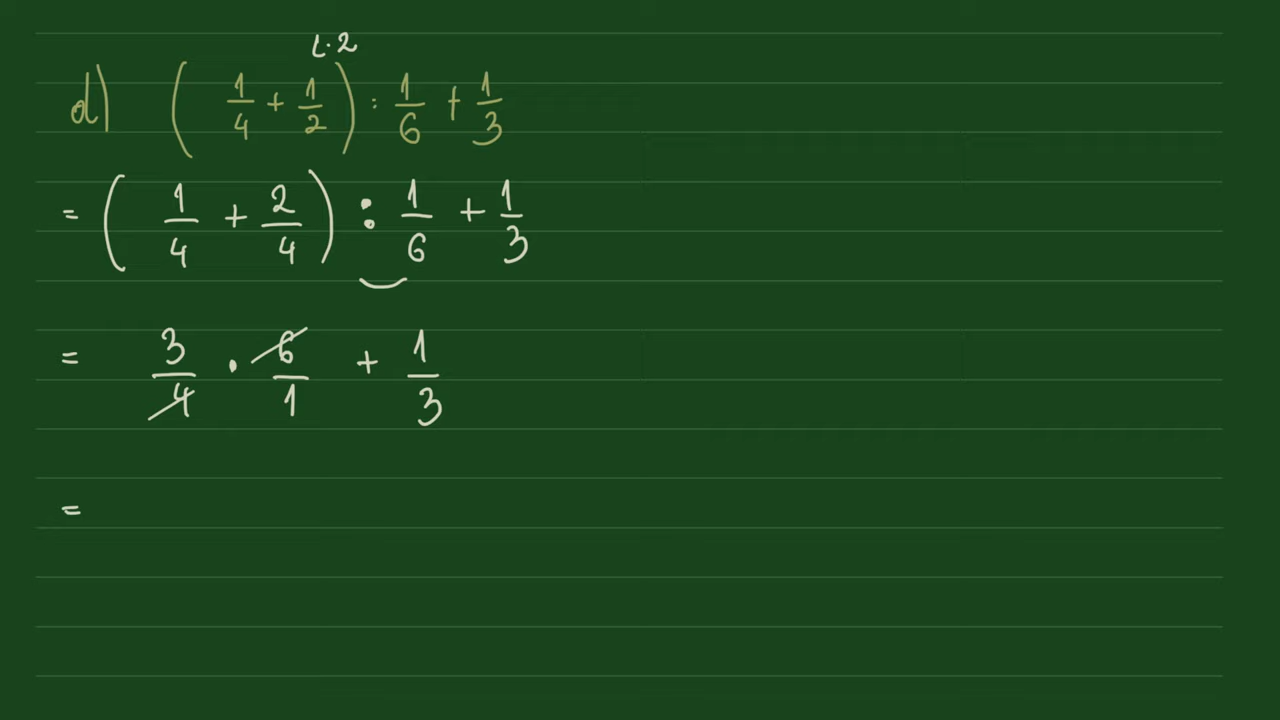 L·2
d) (1/4 + 1/2) : 1/6 + 1/3
= (1/4 + 2/4) : 1/6 + 1/3
= 3/4 · 6/1 + 1/3
=